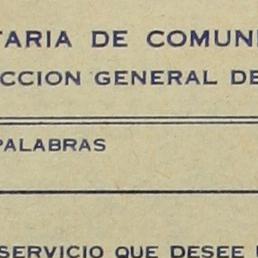 TARIA DE COMUN
CCION GENERAL DE
PALABRAS
SERVICIO QUE DESEE